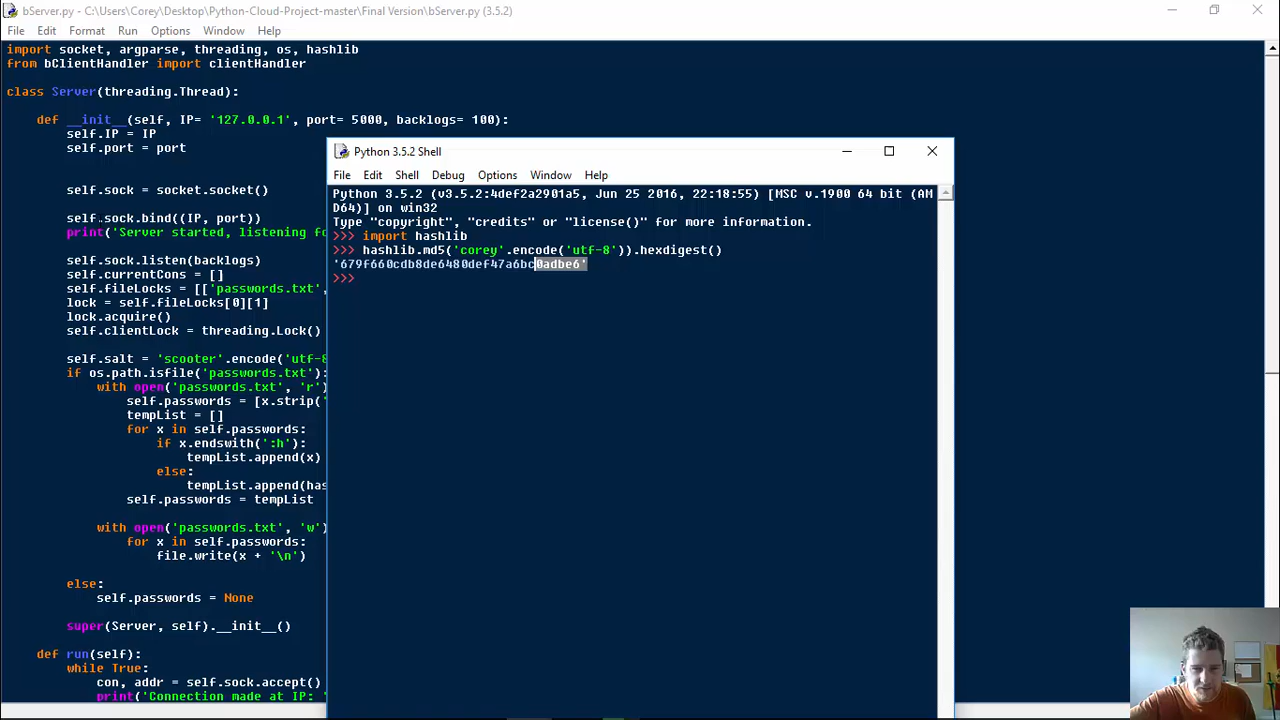 bServer.py - C:\Users\Corey\Desktop\Python-Cloud-Project-master\Final Version\bServer.py (3.5.2)
File Edit Format Run Options Window Help
import socket, argparse, threading, os, hashlib
from bClientHandler import clientHandler
class Server(threading.Thread):
def __init__(self, IP= '127.0.0.1', port= 5000, backlogs= 100):
self.IP = IP
self.port = port
self.sock = socket.socket()
self.sock.bind((IP, port))
print('Server started, listening fo
self.sock.listen(backlogs)
self.currentCons = []
self.fileLocks = [["passwords.txt",
lock = self.fileLocks[0][1]
lock.acquire()
self.clientLock = threading.Lock()
self.salt = 'scooter'.encode('utf-8
if os.path.isfile('passwords.txt'):
with open('passwords.txt', 'r')
self.passwords = [x.strip('
tempList = []
for x in self.passwords:
if x.endswith(':h'):
tempList.append(x)
else:
tempList.append(has
self.passwords = tempList
with open('passwords.txt', 'w')
for x in self.passwords:
file.write(x + '\n')
else:
self.passwords = None
super(Server, self).__init__()
def run(self):
while True:
con, addr = self.sock.accept()
print('Connection made at IP: '
Python 3.5.2 Shell
File Edit Shell Debug Options Window Help
Python 3.5.2 (v3.5.2:4def2a2901a5, Jun 25 2016, 22:18:55) [MSC v.1900 64 bit (AM
D64)] on win32
Type "copyright", "credits" or "license()" for more information.
>>> import hashlib
>>> hashlib.md5('corey'.encode('utf-8')).hexdigest()
'679f660cdb8de6480def47a6bc0adbe6'
>>>